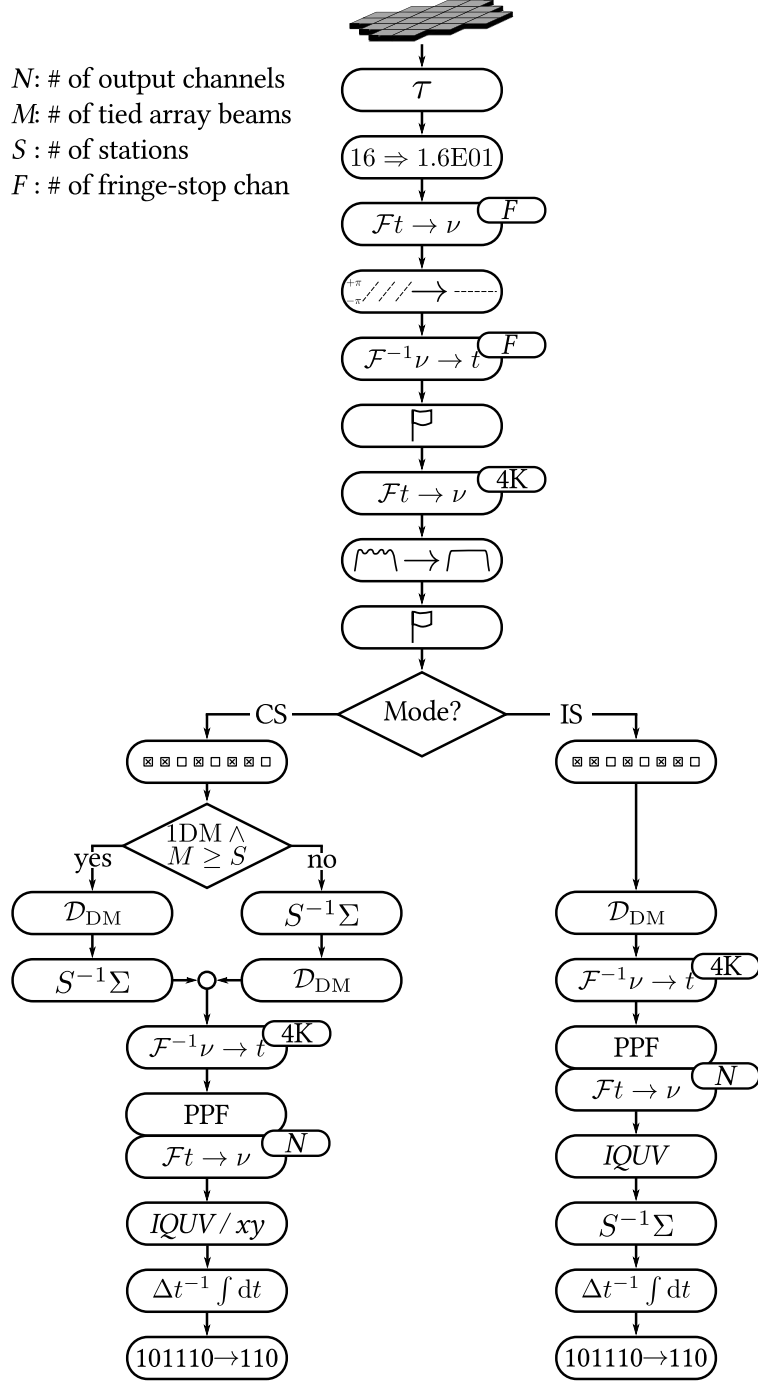 N: # of output channels
M: # of tied array beams
S : # of stations
F : # of fringe-stop chan
τ
16 ⇒ 1.6E01
ℱt → ν
F
+π
−π
ℱ⁻¹ν → t
F
ℱt → ν
4K
Mode?
CS
IS
1DM ∧
M ≥ S
yes
no
𝒟DM
S⁻¹Σ
𝒟DM
S⁻¹Σ
𝒟DM
ℱ⁻¹ν → t
4K
ℱ⁻¹ν → t
4K
PPF
PPF
ℱt → ν
N
ℱt → ν
N
IQUV
IQUV / xy
S⁻¹Σ
Δt⁻¹ ∫ dt
Δt⁻¹ ∫ dt
101110→110
101110→110